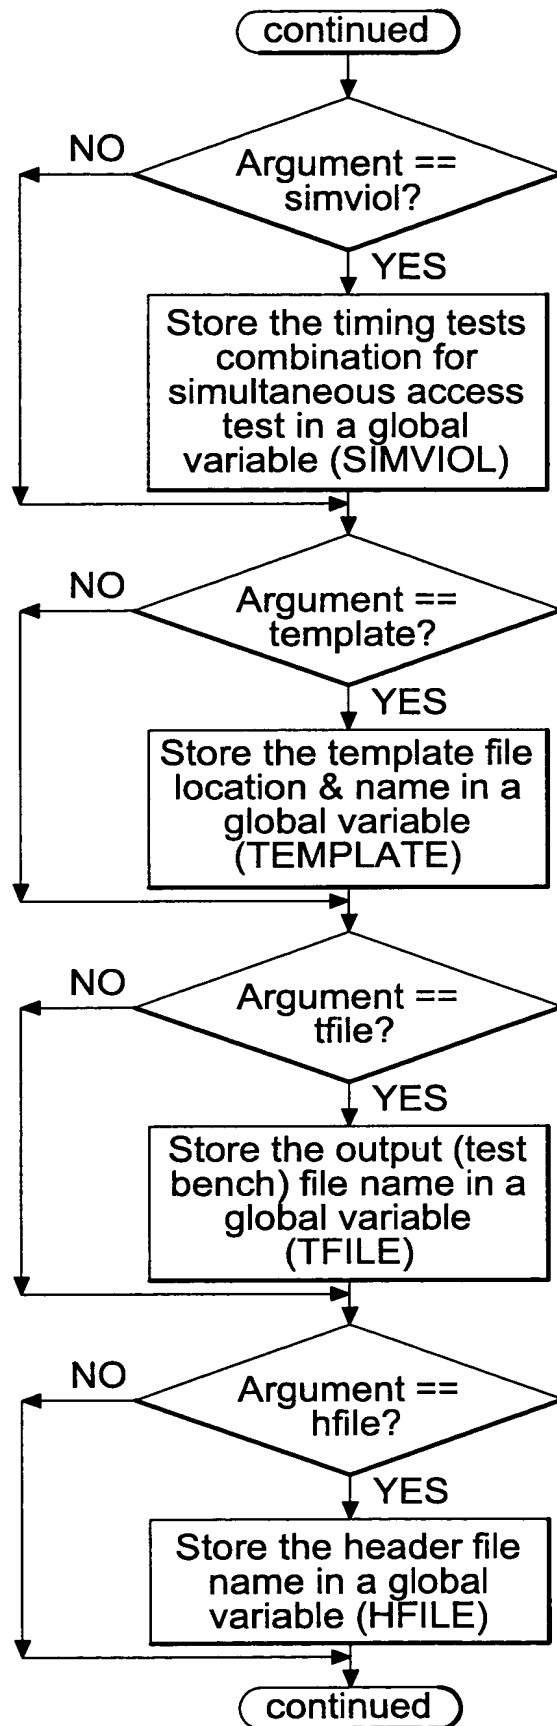 continued
NO
Argument ==
simviol?
YES
Store the timing tests
combination for
simultaneous access
test in a global
variable (SIMVIOL)
NO
Argument ==
template?
YES
Store the template file
location & name in a
global variable
(TEMPLATE)
NO
Argument ==
tfile?
YES
Store the output (test
bench) file name in a
global variable
(TFILE)
NO
Argument ==
hfile?
YES
Store the header file
name in a global
variable (HFILE)
continued